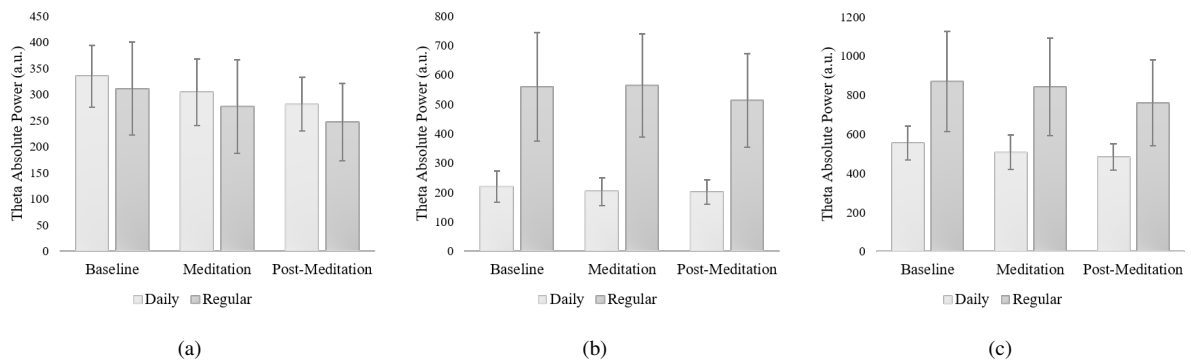 Theta Absolute Power (a.u.)
450
400
350
300
250
200
150
100
50
0
Baseline Meditation Post-Meditation
Daily Regular
(a)
Theta Absolute Power (a.u.)
800
700
600
500
400
300
200
100
0
Baseline Meditation Post-Meditation
Daily Regular
(b)
Theta Absolute Power (a.u.)
1200
1000
800
600
400
200
0
Baseline Meditation Post-Meditation
Daily Regular
(c)